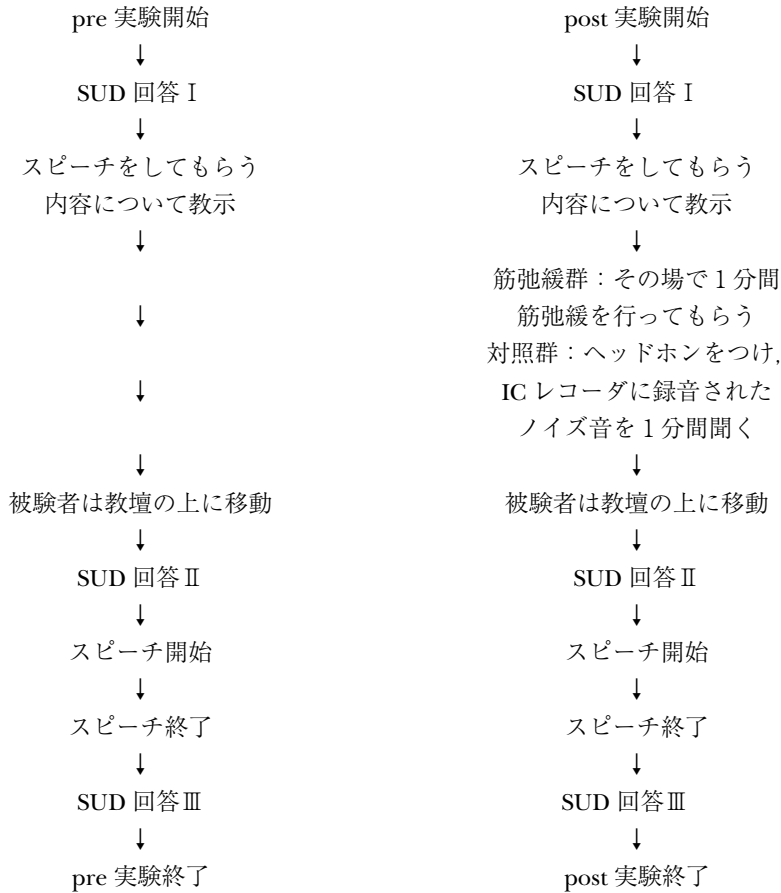 pre 実験開始
↓
SUD 回答Ⅰ
↓
スピーチをしてもらう
内容について教示
↓
↓
↓
↓
被験者は教壇の上に移動
↓
SUD 回答Ⅱ
↓
スピーチ開始
↓
スピーチ終了
↓
SUD 回答Ⅲ
↓
pre 実験終了
post 実験開始
↓
SUD 回答Ⅰ
↓
スピーチをしてもらう
内容について教示
↓
筋弛緩群：その場で１分間
筋弛緩を行ってもらう
対照群：ヘッドホンをつけ，
IC レコーダに録音された
ノイズ音を１分間聞く
↓
被験者は教壇の上に移動
↓
SUD 回答Ⅱ
↓
スピーチ開始
↓
スピーチ終了
↓
SUD 回答Ⅲ
↓
post 実験終了